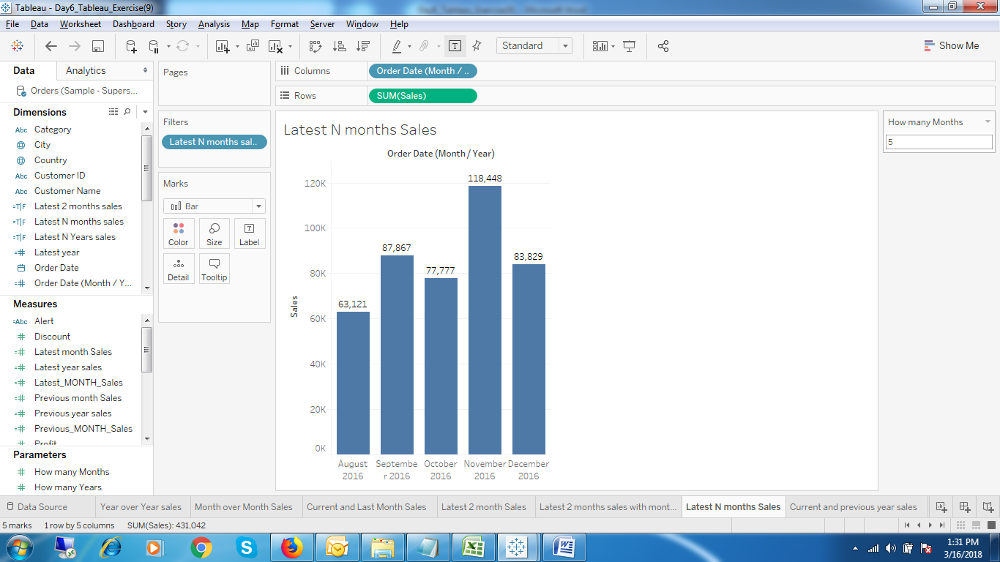 Tableau - Day6_Tableau_Exercise(9)
File Data Worksheet Dashboard Story Analysis Map Format Server Window Help
Standard
Show Me
Data Analytics
Orders (Sample - Supers...
Dimensions
Abc Category
City
Country
Abc Customer ID
Abc Customer Name
=T|F Latest 2 months sales
=T|F Latest N months sales
=T|F Latest N Years sales
=# Latest year
Order Date
=# Order Date (Month / Y...
Measures
=Abc Alert
# Discount
=# Latest month Sales
=# Latest year sales
=# Latest_MONTH_Sales
=# Previous month Sales
=# Previous year sales
=# Previous_MONTH_Sales
# Profit
Parameters
# How many Months
# How many Years
Pages
Filters
Latest N months sal..
Marks
Bar
Color Size Label
Detail Tooltip
Columns Order Date (Month / ..
Rows SUM(Sales)
Latest N months Sales
Order Date (Month / Year)
Sales
120K
100K
80K
60K
40K
20K
0K
63,121
87,867
77,777
118,448
83,829
August
2016
Septembe
r 2016
October
2016
November
2016
December
2016
How many Months
5
Data Source Year over Year sales Month over Month Sales Current and Last Month Sales Latest 2 month Sales Latest 2 months sales with mont... Latest N months Sales Current and previous year sales
5 marks 1 row by 5 columns SUM(Sales): 431,042
1:31 PM
3/16/2018